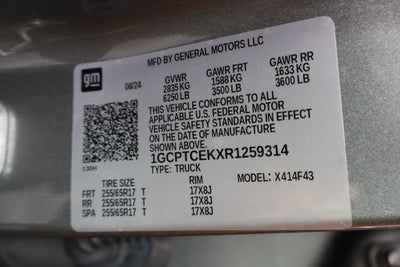 MFD BY GENERAL MOTORS LLC
gm
08/24
GVWR GAWR FRT GAWR RR
2835 KG 1588 KG 1633 KG
6250 LB 3500 LB 3600 LB
THIS VEHICLE CONFORMS TO ALL
APPLICABLE U.S. FEDERAL MOTOR
VEHICLE SAFETY STANDARDS IN EFFECT
ON THE DATE OF MANUFACTURE
SHOWN ABOVE.
1GCPTCEKXR1259314
130H
TYPE: TRUCK MODEL: X414F43
TIRE SIZE RIM
FRT 255/65R17 T 17X8J
RR 255/65R17 T 17X8J
SPA 255/65R17 T 17X8J